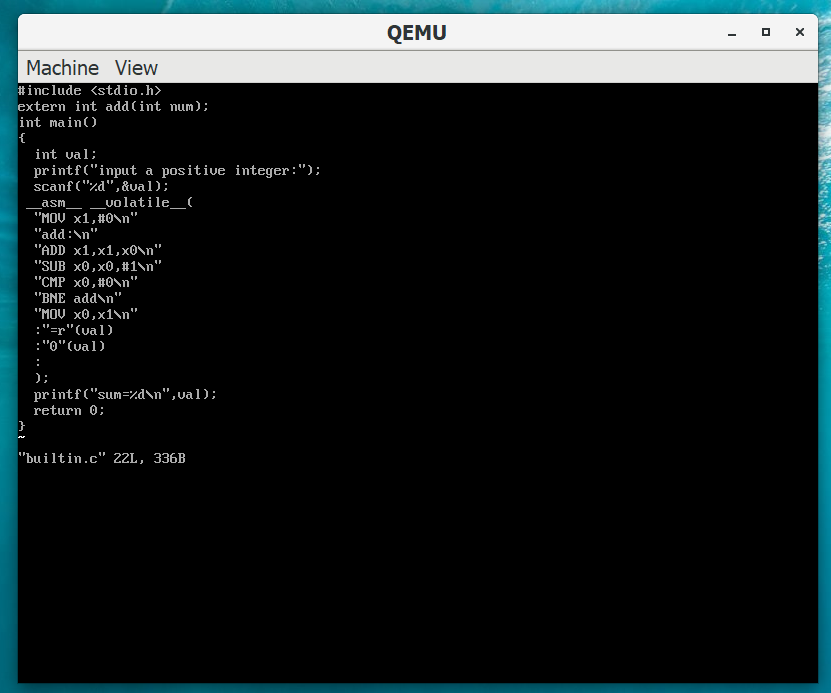 QEMU
Machine View
#include <stdio.h>
extern int add(int num);
int main()
{
  int val;
  printf("input a positive integer:");
  scanf("%d",&val);
 __asm__ __volatile__(
  "MOV x1,#0\n"
  "add:\n"
  "ADD x1,x1,x0\n"
  "SUB x0,x0,#1\n"
  "CMP x0,#0\n"
  "BNE add\n"
  "MOV x0,x1\n"
  :"=r"(val)
  :"0"(val)
  :
  );
  printf("sum=%d\n",val);
  return 0;
}
~
"builtin.c" 22L, 336B